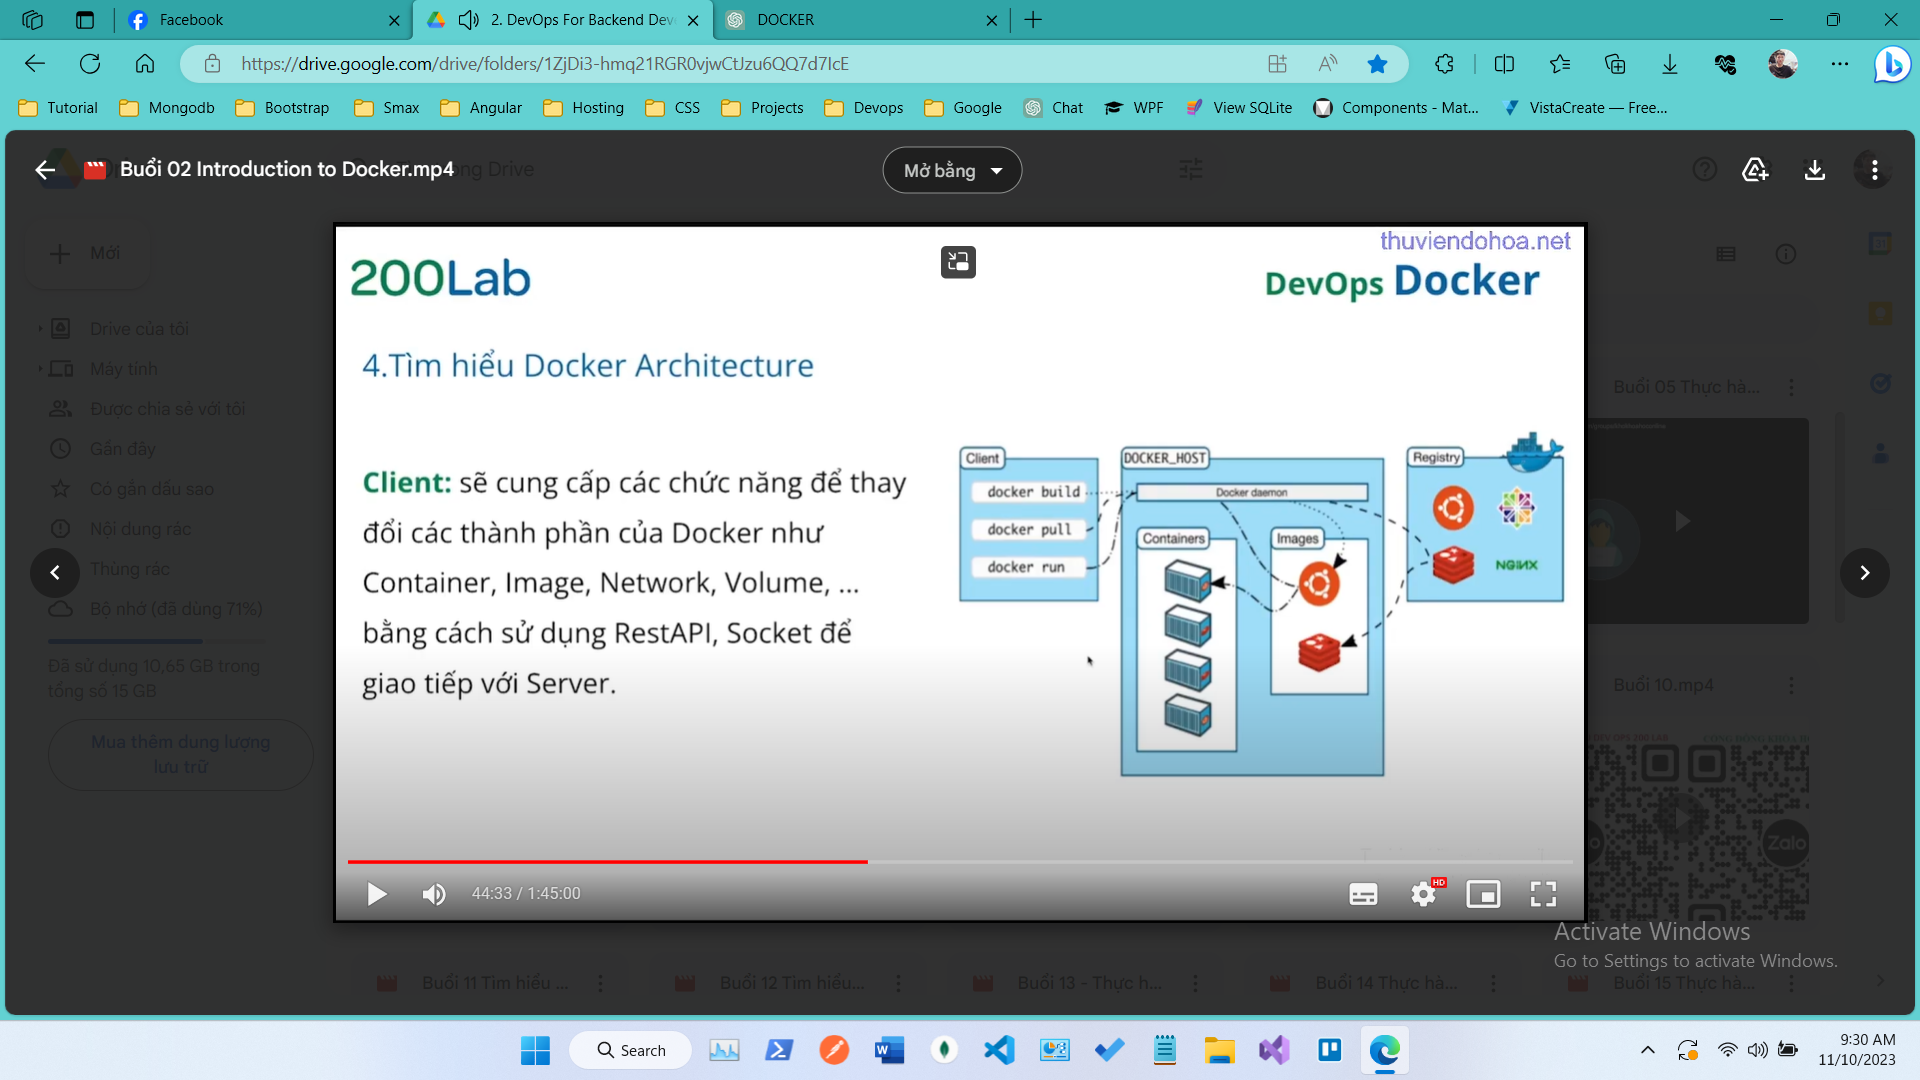 Facebook
2. DevOps For Backend Dev
DOCKER
https://drive.google.com/drive/folders/1ZjDi3-hmq21RGR0vjwCtJzu6QQ7d7IcE
Tutorial
Mongodb
Bootstrap
Smax
Angular
Hosting
CSS
Projects
Devops
Google
Chat
WPF
View SQLite
Components - Mat...
VistaCreate — Free...
Buổi 02 Introduction to Docker.mp4
ong Drive
Mở bằng
Mới
Drive của tôi
Máy tính
Được chia sẻ với tôi
Gần đây
Có gắn dấu sao
Nội dung rác
Thùng rác
Bộ nhớ (đã dùng 71%)
Đã sử dụng 10,65 GB trong
tổng số 15 GB
Mua thêm dung lượng
lưu trữ
thuviendohoa.net
200Lab
DevOps Docker
4.Tìm hiểu Docker Architecture
Client: sẽ cung cấp các chức năng để thay
đổi các thành phần của Docker như
Container, Image, Network, Volume, ...
bằng cách sử dụng RestAPI, Socket để
giao tiếp với Server.
Client
docker build
docker pull
docker run
DOCKER_HOST
Docker daemon
Containers
Images
Registry
NGINX
44:33 / 1:45:00
HD
Buổi 05 Thực hà...
Buổi 10.mp4
Zalo
Buổi 11 Tìm hiểu ...
Buổi 12 Tìm hiểu...
Buổi 13 - Thực h...
Buổi 14 Thực hà...
Buổi 15 Thực hà...
Activate Windows
Go to Settings to activate Windows.
Search
9:30 AM
11/10/2023